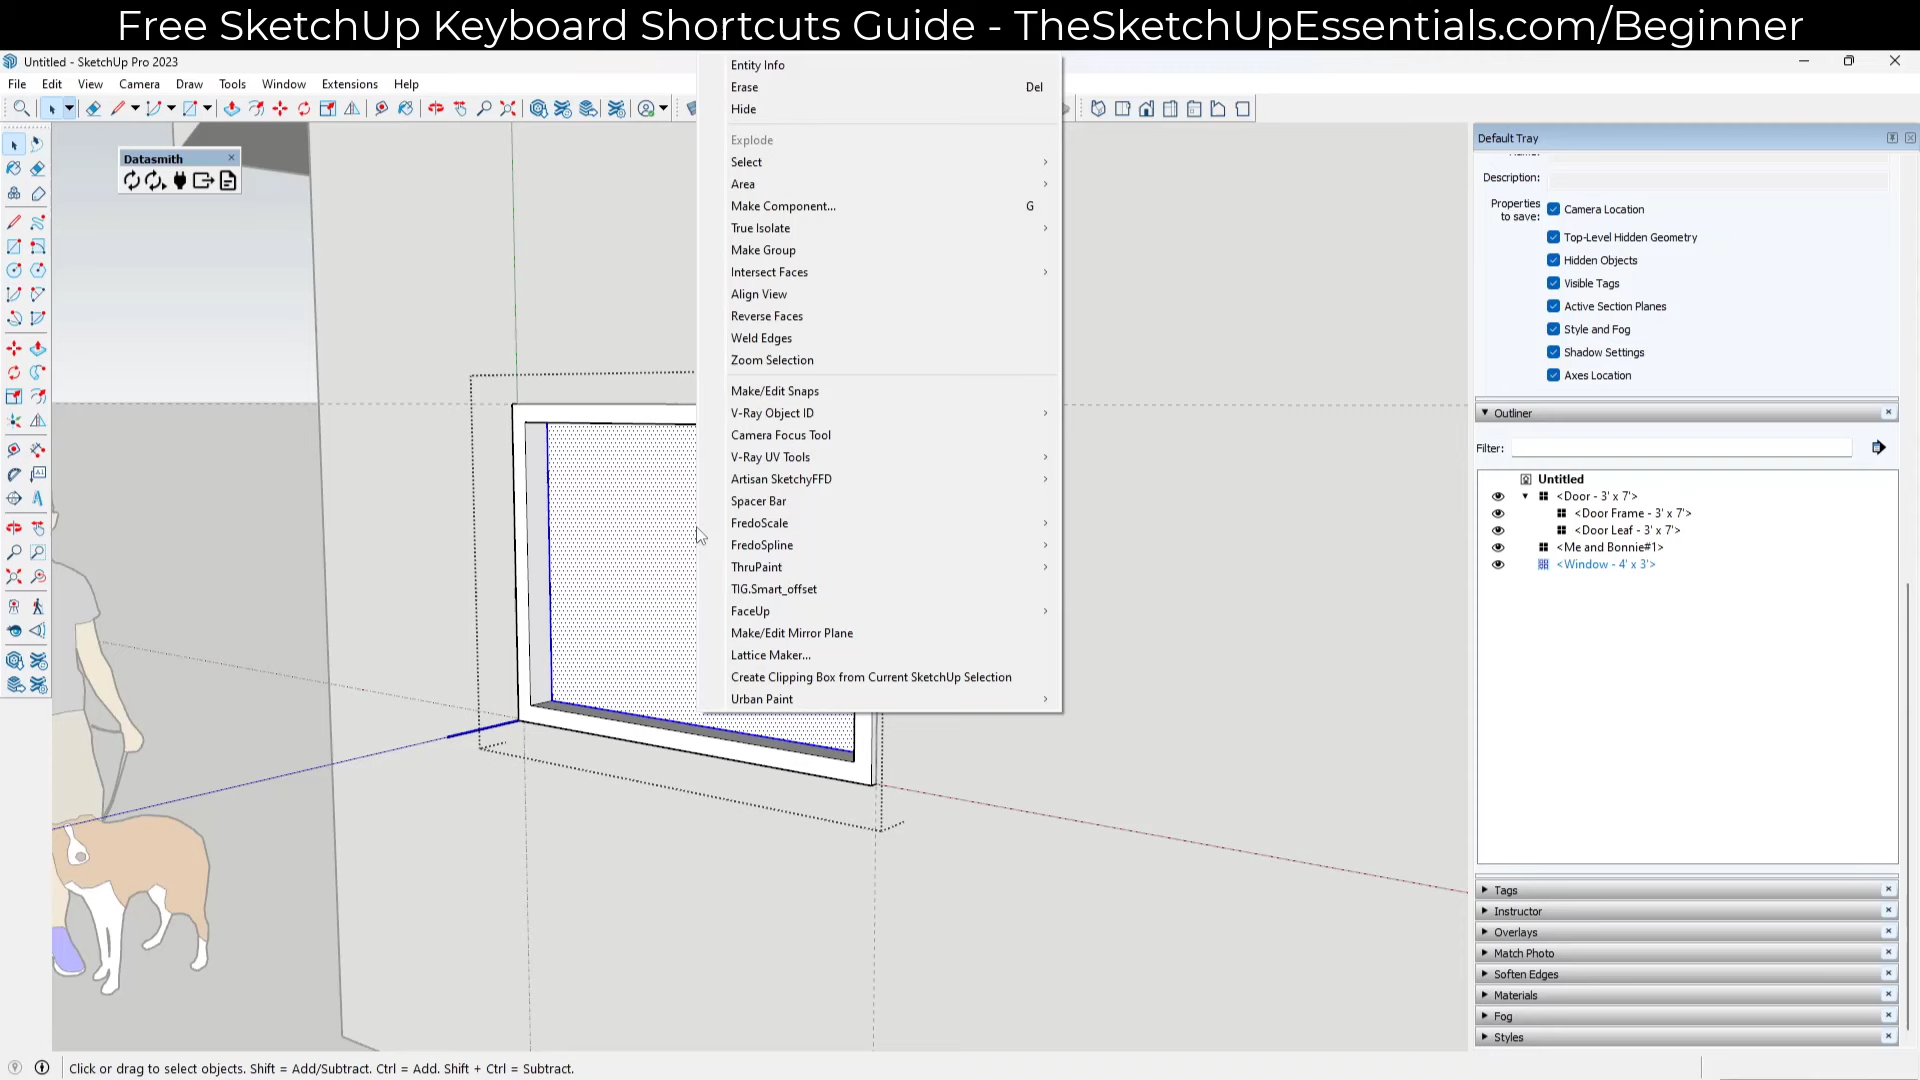 Free SketchUp Keyboard Shortcuts Guide - TheSketchUpEssentials.com/Beginner
Untitled - SketchUp Pro 2023
File Edit View Camera Draw Tools Window Extensions Help
Datasmith
Entity Info
Erase Del
Hide
Explode
Select
Area
Make Component... G
True Isolate
Make Group
Intersect Faces
Align View
Reverse Faces
Weld Edges
Zoom Selection
Make/Edit Snaps
V-Ray Object ID
Camera Focus Tool
V-Ray UV Tools
Artisan SketchyFFD
Spacer Bar
FredoScale
FredoSpline
ThruPaint
TIG.Smart_offset
FaceUp
Make/Edit Mirror Plane
Lattice Maker...
Create Clipping Box from Current SketchUp Selection
Urban Paint
Default Tray
Description:
Properties
to save:
Camera Location
Top-Level Hidden Geometry
Hidden Objects
Visible Tags
Active Section Planes
Style and Fog
Shadow Settings
Axes Location
Outliner
Filter:
Untitled
<Door - 3' x 7'>
<Door Frame - 3' x 7'>
<Door Leaf - 3' x 7'>
<Me and Bonnie#1>
<Window - 4' x 3'>
Tags
Instructor
Overlays
Match Photo
Soften Edges
Materials
Fog
Styles
Click or drag to select objects. Shift = Add/Subtract. Ctrl = Add. Shift + Ctrl = Subtract.